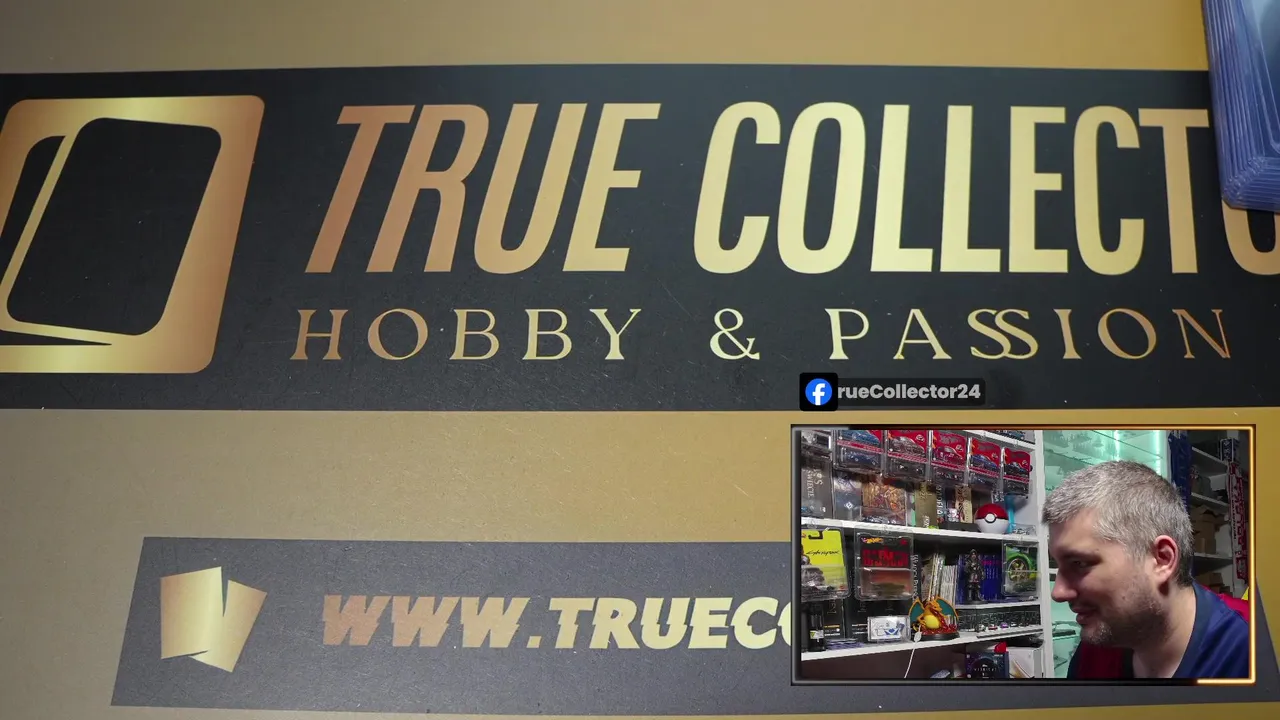 TRUE COLLECTO
HOBBY & PASSION
rueCollector24
WWW.TRUEC